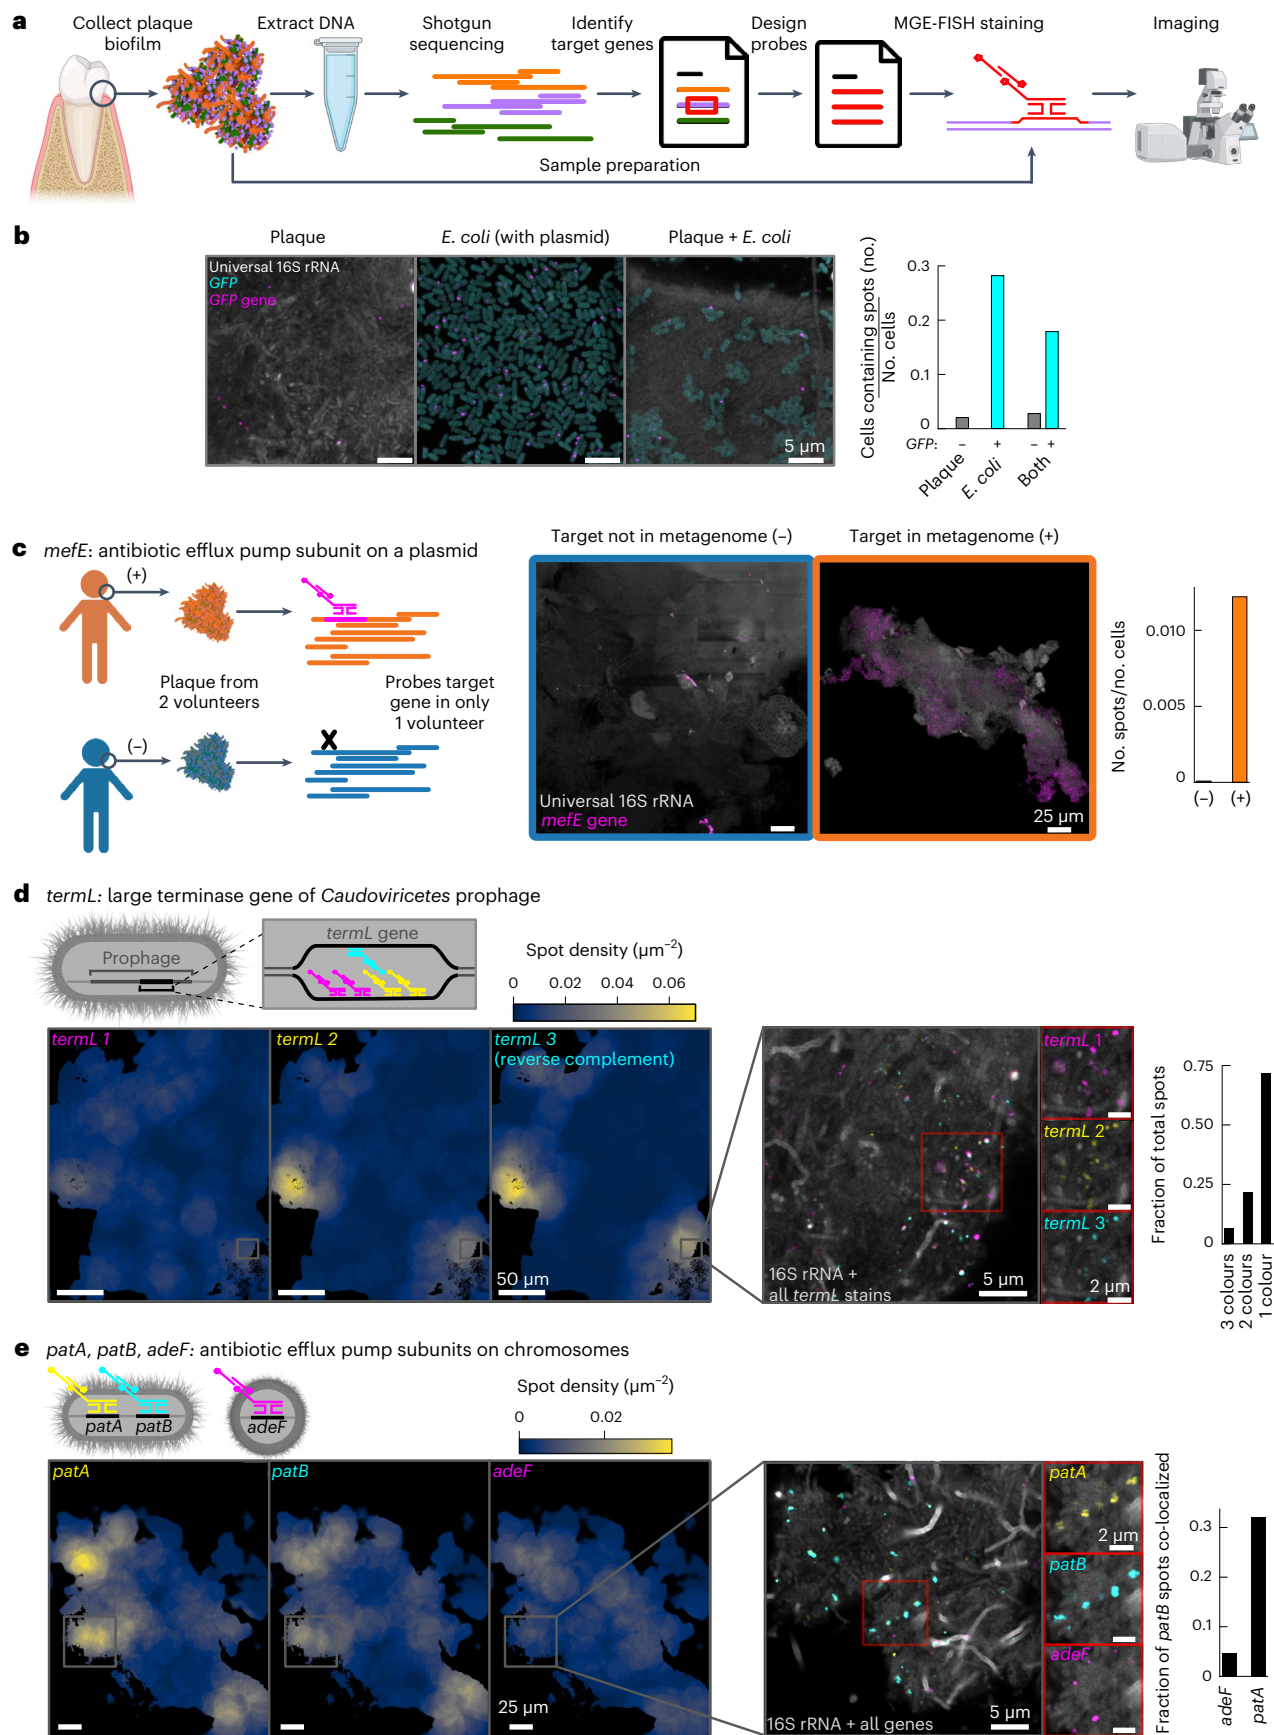 a
Collect plaque
biofilm
Extract DNA
Shotgun
sequencing
Identify
target genes
Design
probes
MGE-FISH staining
Imaging
Sample preparation
b
Plaque
E. coli (with plasmid)
Plaque + E. coli
Universal 16S rRNA
GFP
GFP gene
5 µm
Cells containing spots (no.)
No. cells
0.3
0.2
0.1
0
GFP:
–
+
–
+
Plaque
E. coli
Both
c
mefE: antibiotic efflux pump subunit on a plasmid
(+)
Plaque from
2 volunteers
Probes target
gene in only
1 volunteer
(–)
X
Target not in metagenome (–)
Target in metagenome (+)
Universal 16S rRNA
mefE gene
25 µm
No. spots/no. cells
0.010
0.005
0
(–)
(+)
d
termL: large terminase gene of Caudoviricetes prophage
Prophage
termL gene
Spot density (µm⁻²)
0
0.02
0.04
0.06
termL 1
termL 2
termL 3
(reverse complement)
50 µm
16S rRNA +
all termL stains
5 µm
termL 1
termL 2
termL 3
2 µm
Fraction of total spots
0.75
0.50
0.25
0
3 colours
2 colours
1 colour
e
patA, patB, adeF: antibiotic efflux pump subunits on chromosomes
patA
patB
adeF
Spot density (µm⁻²)
0
0.02
patA
patB
adeF
25 µm
16S rRNA + all genes
5 µm
patA
2 µm
patB
adeF
Fraction of patB spots co-localized
0.3
0.2
0.1
0
adeF
patA